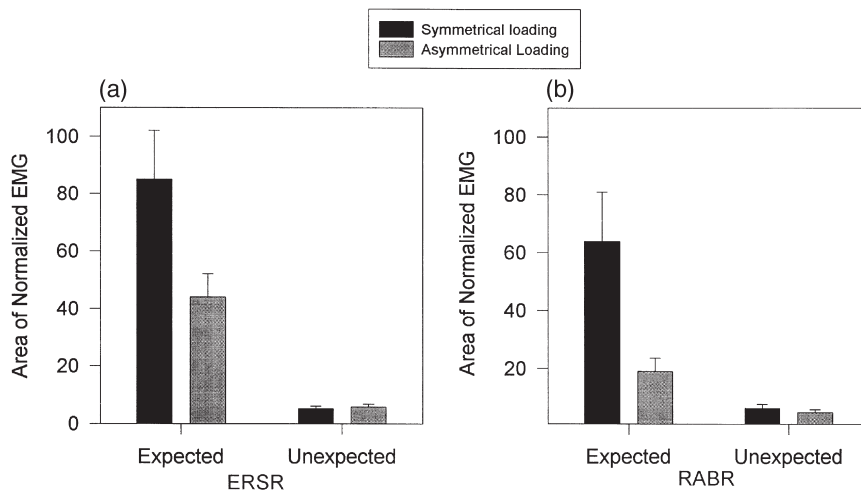 Symmetrical loading
Asymmetrical Loading
(a)
Area of Normalized EMG
100
80
60
40
20
0
Expected
Unexpected
ERSR
(b)
Area of Normalized EMG
100
80
60
40
20
Expected
Unexpected
RABR